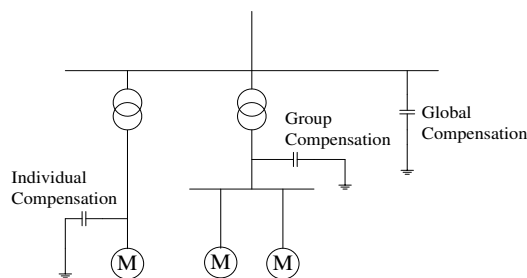 Group
Compensation
Global
Compensation
Individual
Compensation
M
M
M